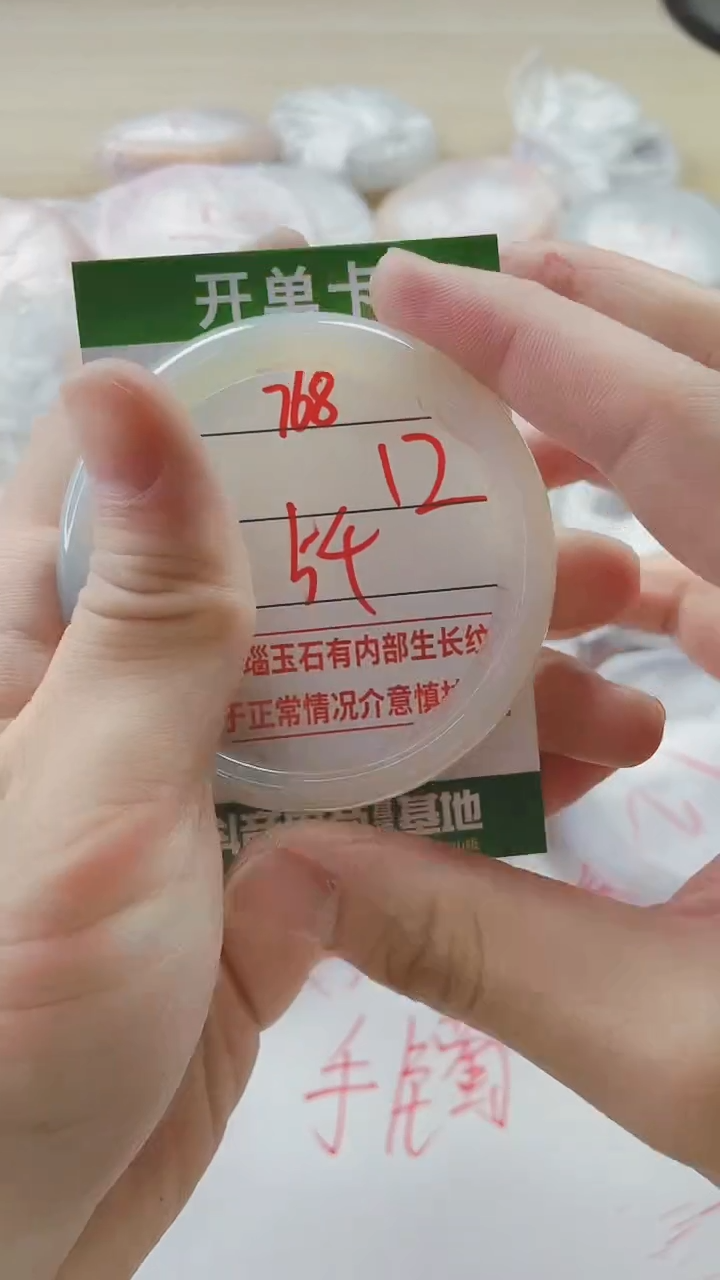 开单卡
768
12
54
瑙玉石有内部生长纹
于正常情况介意慎拍
基地
手镯